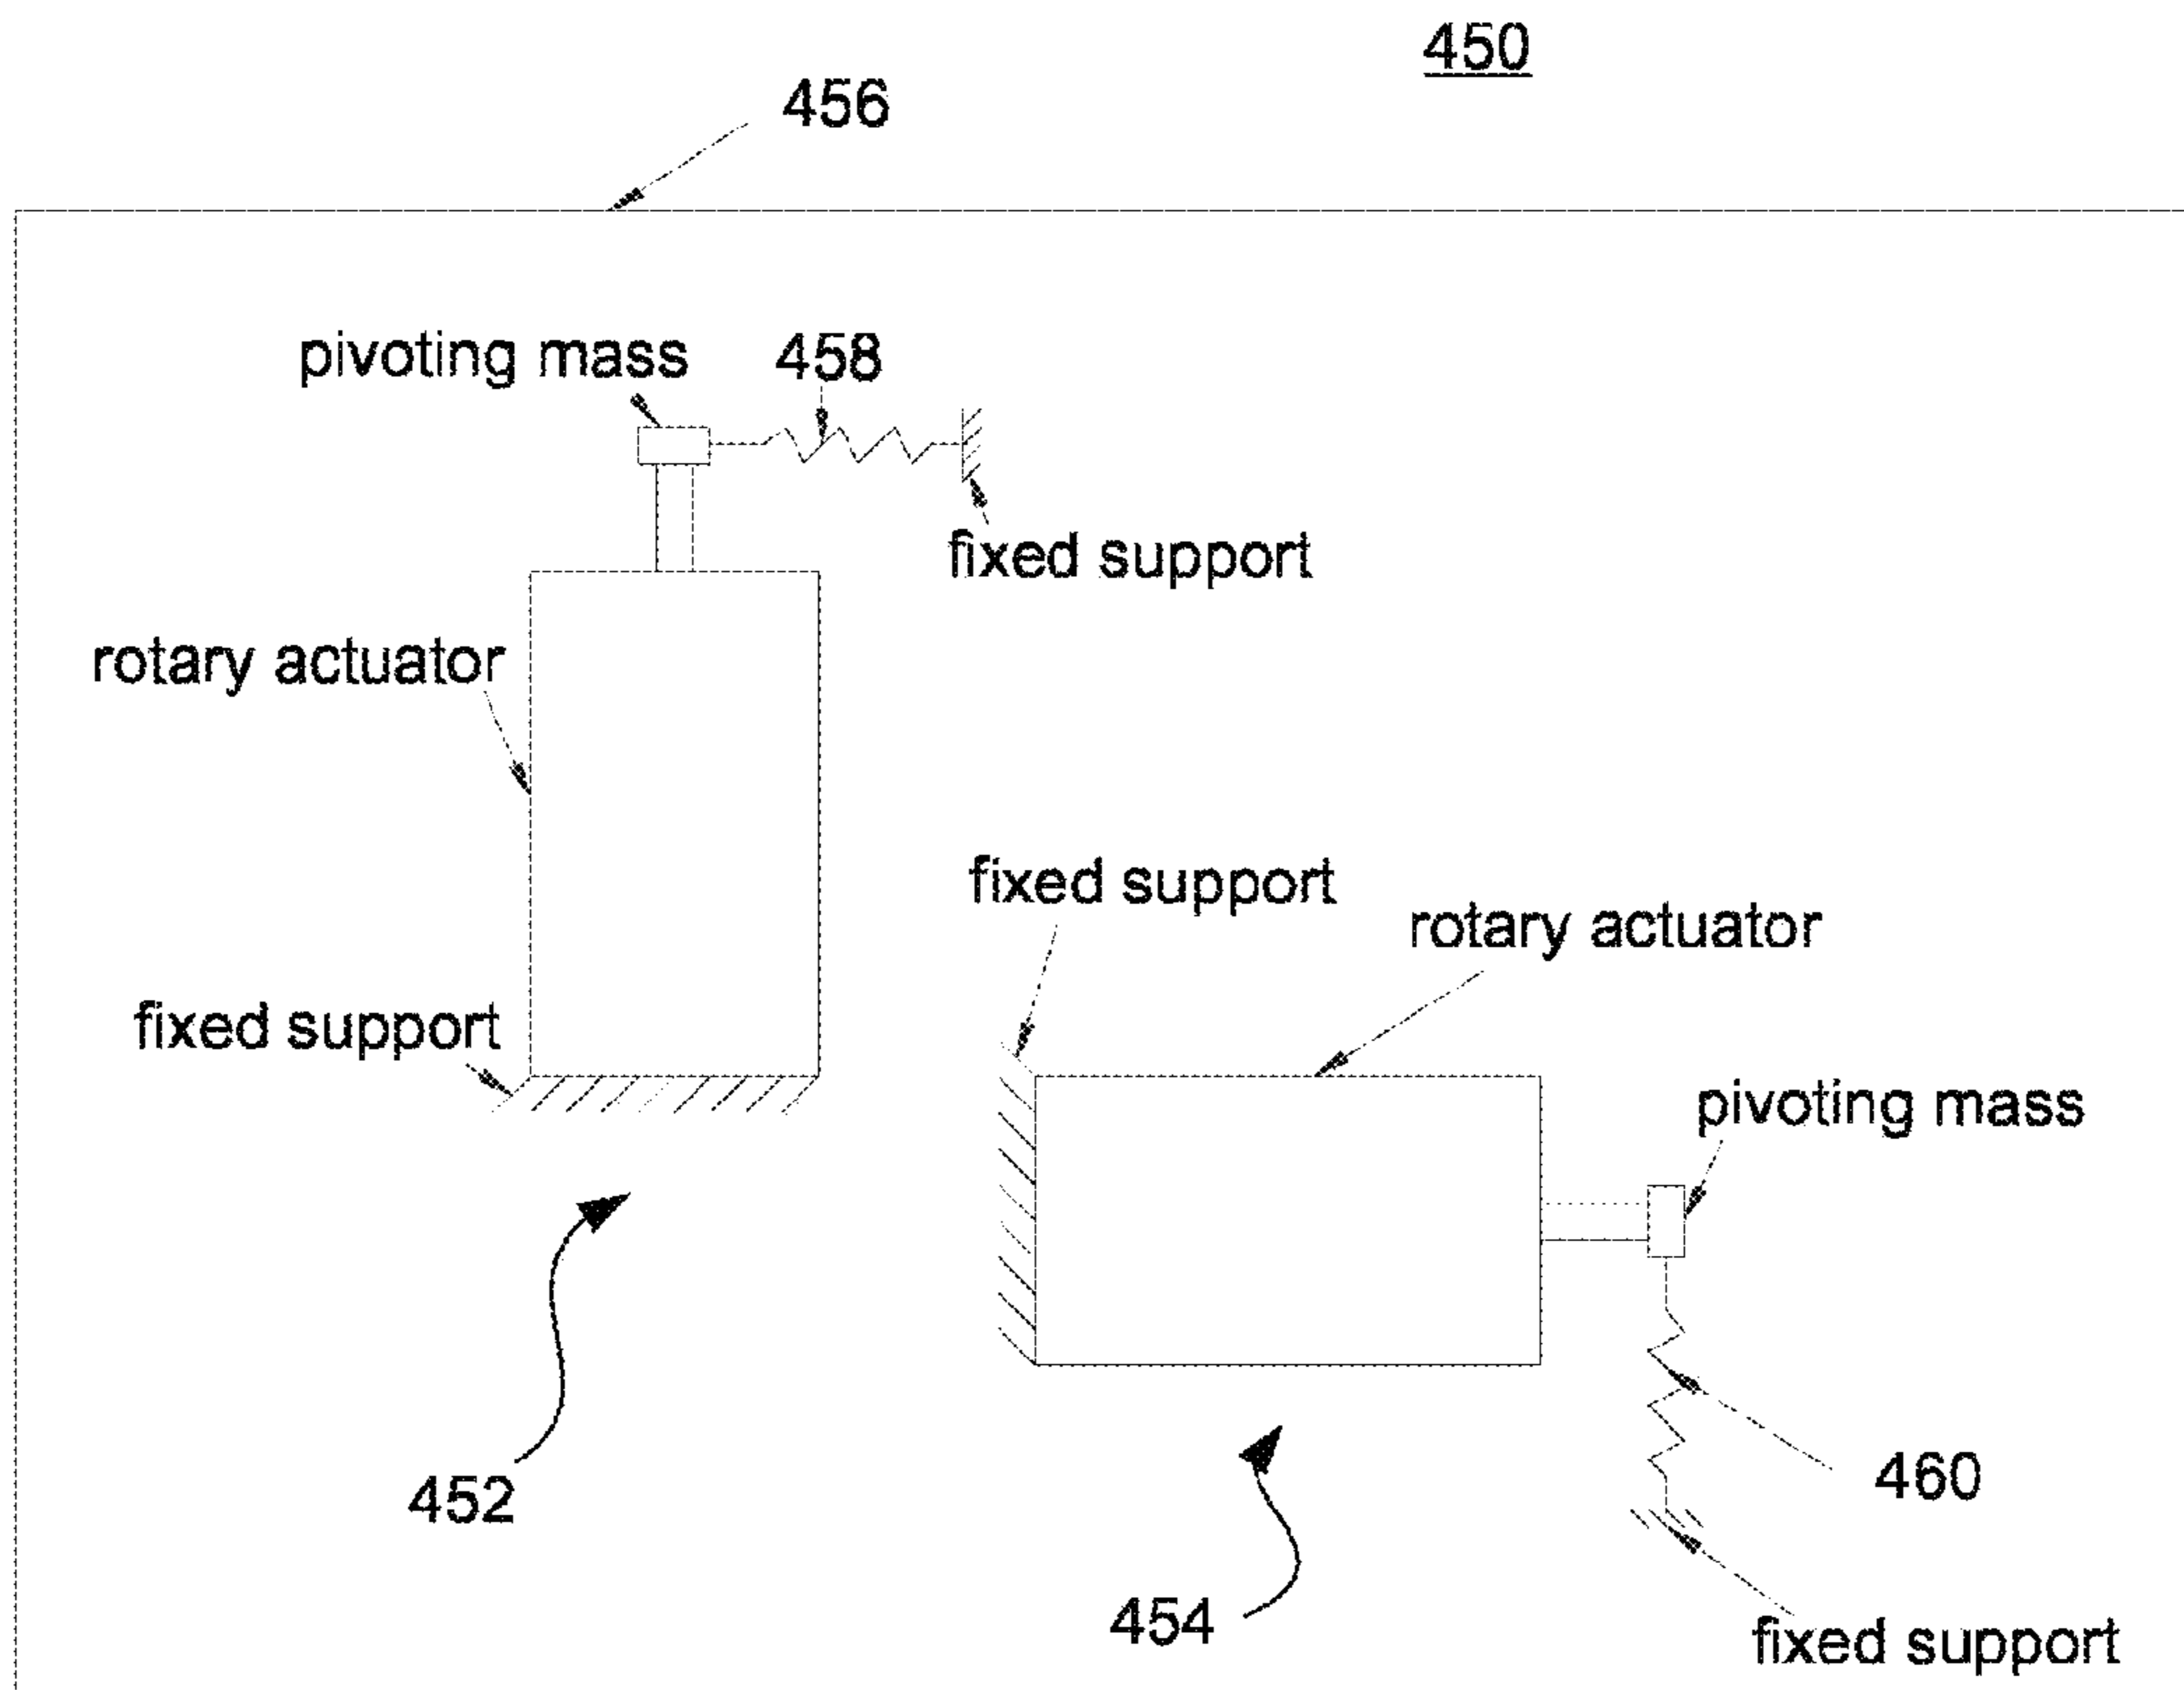 450
456
pivoting mass
458
fixed support
rotary actuator
fixed support
rotary actuator
fixed support
pivoting mass
452
460
454
fixed support